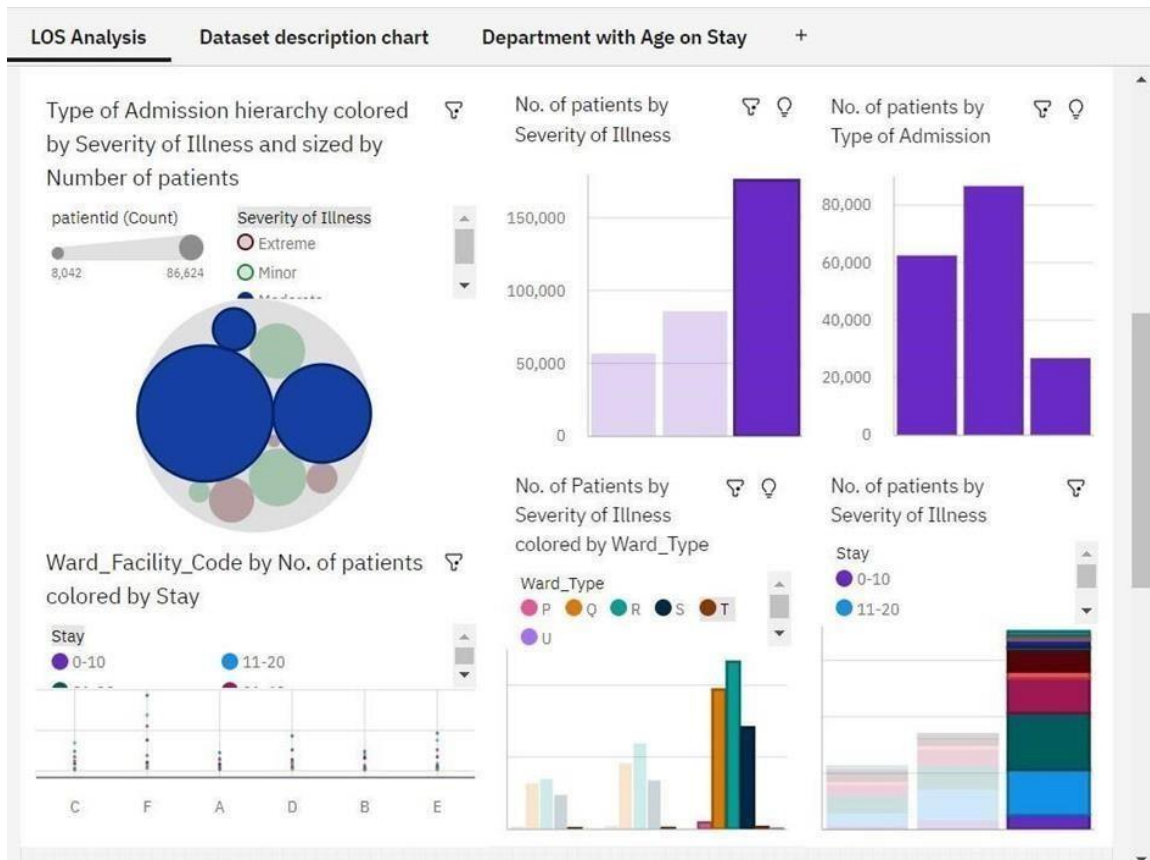 LOS Analysis Dataset description chart Department with Age on Stay +
Type of Admission hierarchy colored
by Severity of Illness and sized by
Number of patients
patientid (Count)
8,042 86,624
Severity of Illness
Extreme
Minor
Moderate
No. of patients by
Severity of Illness
150,000
100,000
50,000
0
No. of patients by
Type of Admission
80,000
60,000
40,000
20,000
0
Ward_Facility_Code by No. of patients
colored by Stay
Stay
0-10 11-20
C F A D B E
No. of Patients by
Severity of Illness
colored by Ward_Type
Ward_Type
P Q R S T
U
No. of patients by
Severity of Illness
Stay
0-10
11-20